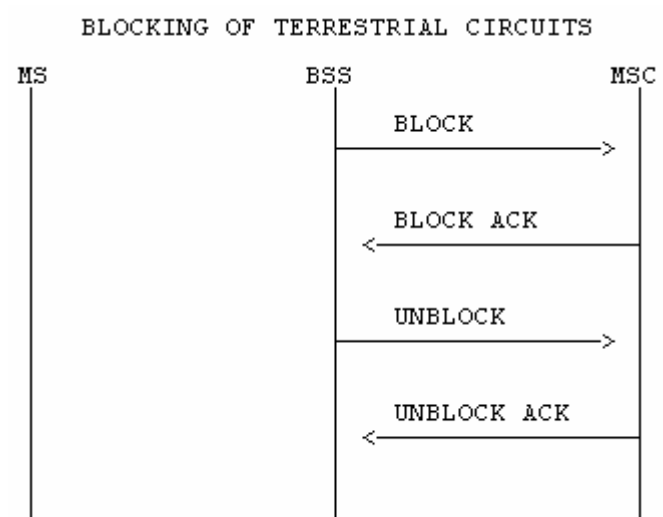 BLOCKING OF TERRESTRIAL CIRCUITS
MS BSS MSC
BLOCK
BLOCK ACK
UNBLOCK
UNBLOCK ACK